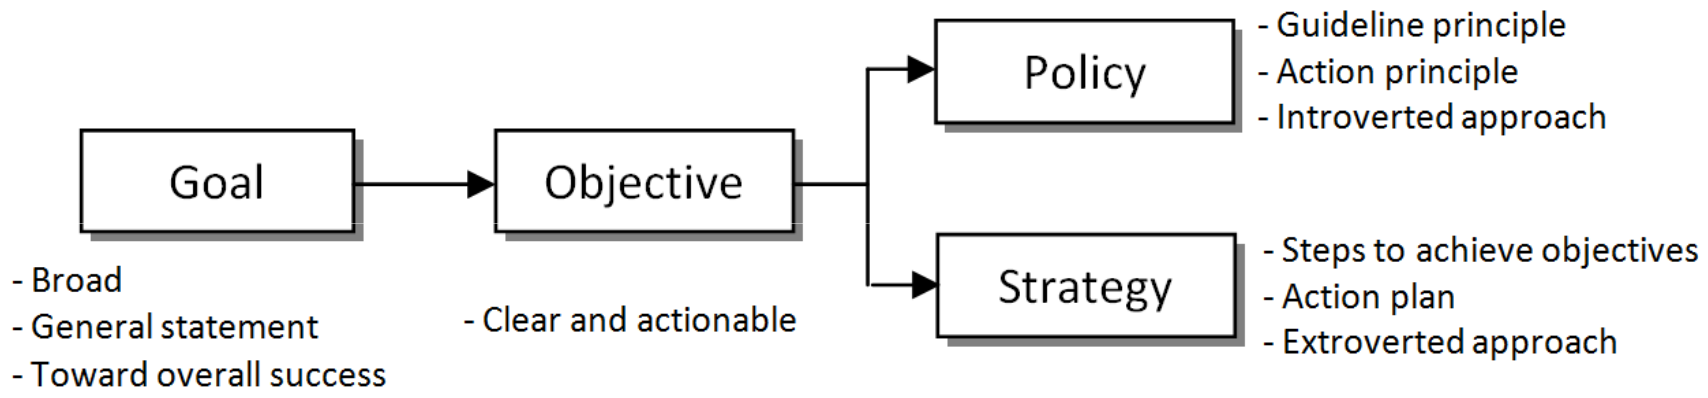 Goal
- Broad
- General statement
- Toward overall success
Objective
- Clear and actionable
Policy
- Guideline principle
- Action principle
- Introverted approach
Strategy
- Steps to achieve objectives
- Action plan
- Extroverted approach